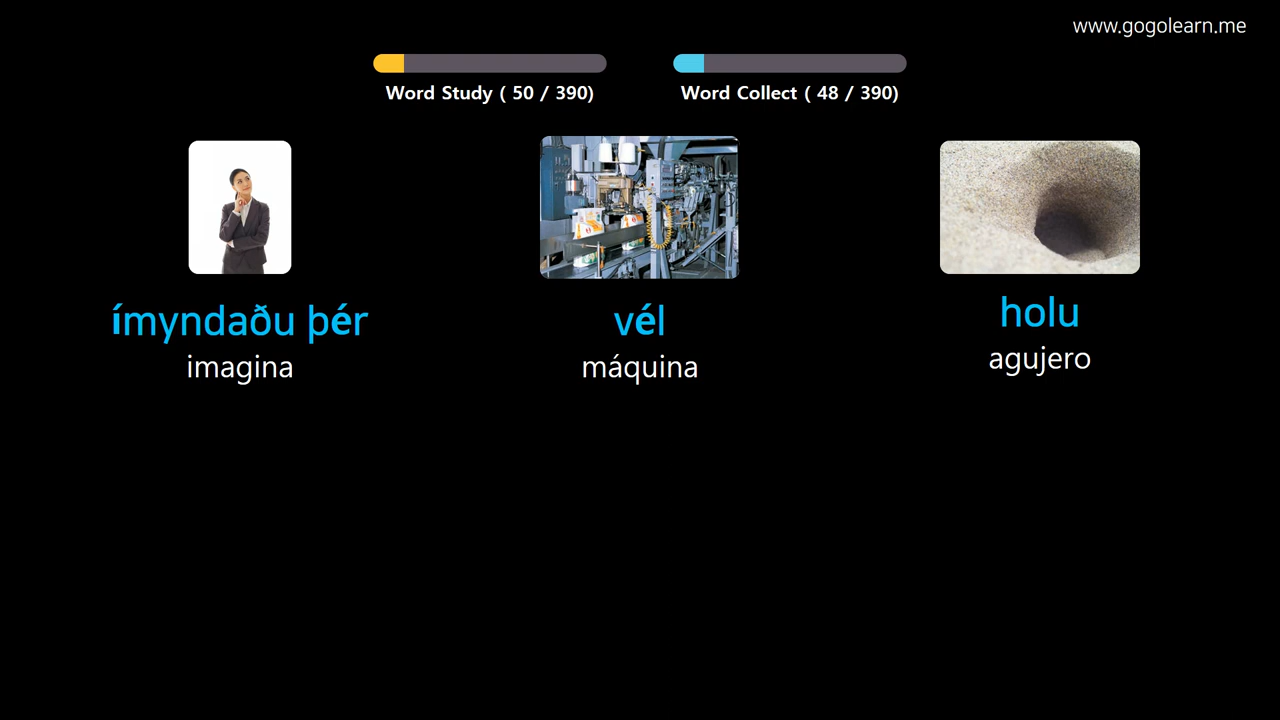 www.gogolearn.me
Word Study ( 50 / 390)
Word Collect ( 48 / 390)
ímyndaðu þér
imagina
vél
máquina
holu
agujero